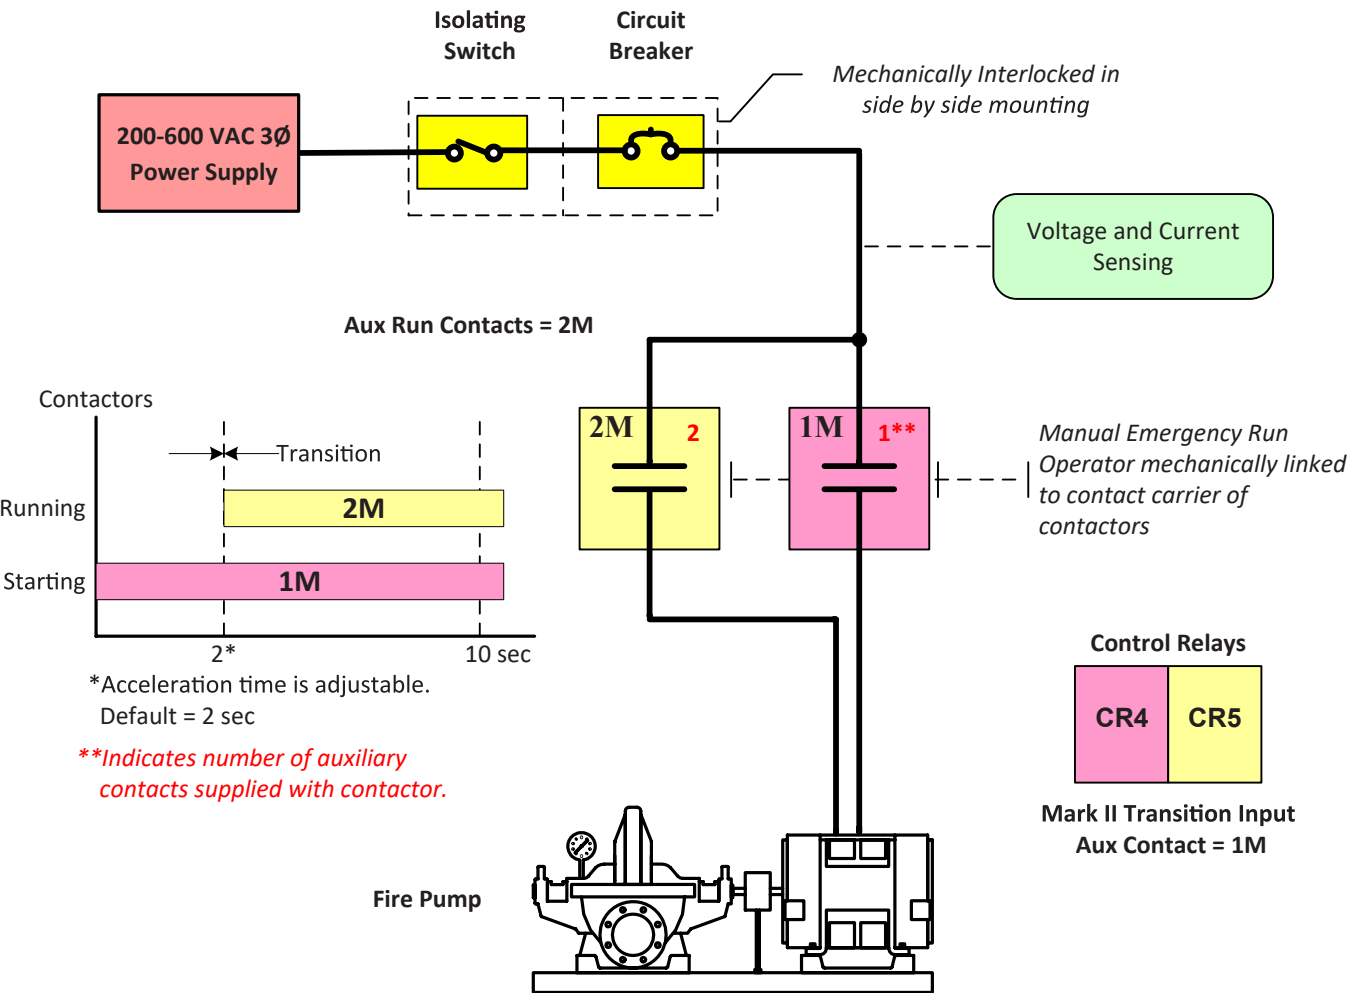 Isolating
Switch
Circuit
Breaker
Mechanically Interlocked in
side by side mounting
200-600 VAC 3Ø
Power Supply
Voltage and Current
Sensing
Aux Run Contacts = 2M
Contactors
Transition
Running
2M
Starting
1M
2*
10 sec
*Acceleration time is adjustable.
Default = 2 sec
**Indicates number of auxiliary
contacts supplied with contactor.
2M 2
1M 1**
Manual Emergency Run
Operator mechanically linked
to contact carrier of
contactors
Control Relays
CR4 CR5
Mark II Transition Input
Aux Contact = 1M
Fire Pump